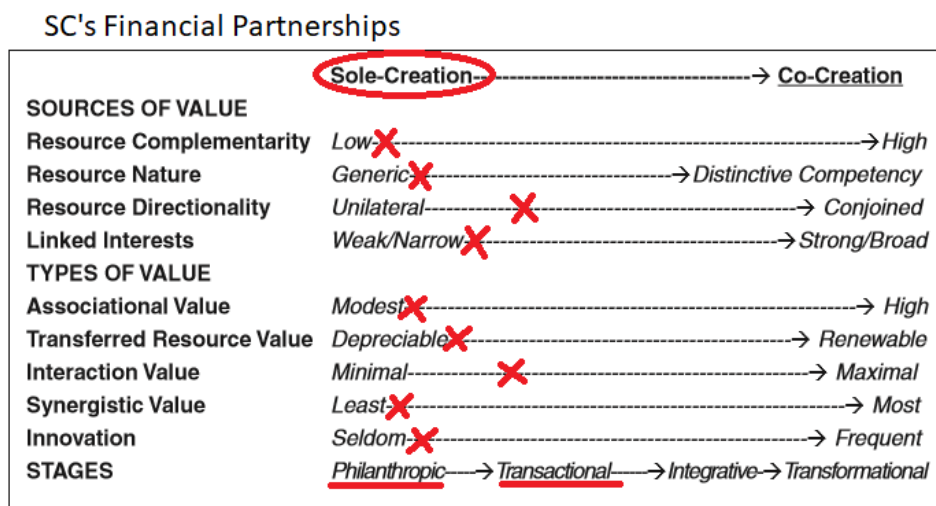 SC's Financial Partnerships
Sole-Creation-----------------------------------→ Co-Creation
SOURCES OF VALUE
Resource Complementarity Low--------------------------------------------------→ High
Resource Nature Generic------------------------------→ Distinctive Competency
Resource Directionality Unilateral------------------------------------------→ Conjoined
Linked Interests Weak/Narrow-----------------------------------→ Strong/Broad
TYPES OF VALUE
Associational Value Modest-----------------------------------------------→ High
Transferred Resource Value Depreciable--------------------------------------→ Renewable
Interaction Value Minimal--------------------------------------------→ Maximal
Synergistic Value Least-------------------------------------------------→ Most
Innovation Seldom--------------------------------------------→ Frequent
STAGES Philanthropic-----→ Transactional------→ Integrative-→ Transformational